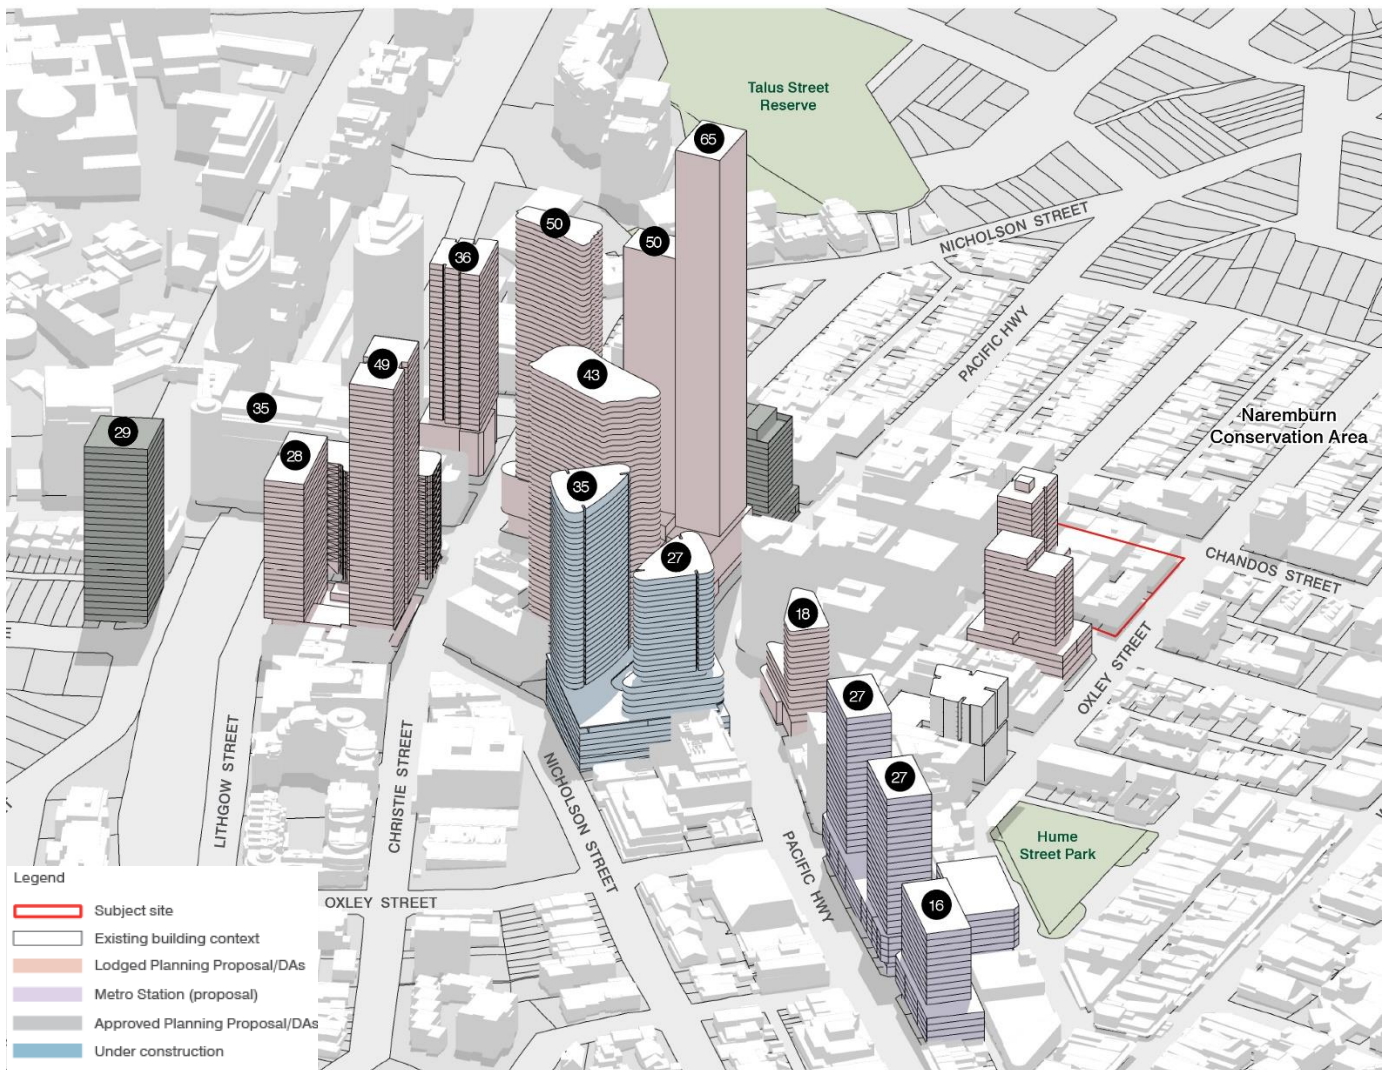 Talus Street
Reserve
65
NICHOLSON STREET
50
50
36
PACIFIC HWY
49
43
35
29
28
35
Naremburn
Conservation Area
CHANDOS STREET
27
18
OXLEY STREET
27
LITHGOW STREET
CHRISTIE STREET
NICHOLSON STREET
27
PACIFIC HWY
Hume
Street Park
16
OXLEY STREET
Legend
Subject site
Existing building context
Lodged Planning Proposal/DAs
Metro Station (proposal)
Approved Planning Proposal/DAs
Under construction